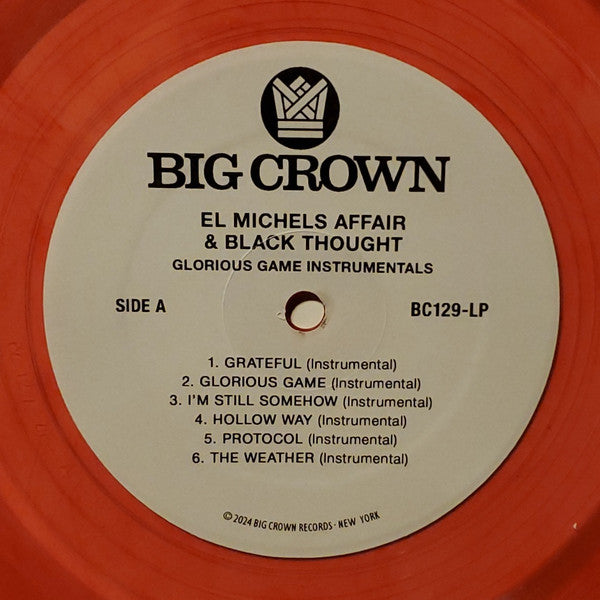 BIG CROWN
EL MICHELS AFFAIR
& BLACK THOUGHT
GLORIOUS GAME INSTRUMENTALS
SIDE A
BC129-LP
1. GRATEFUL (Instrumental)
2. GLORIOUS GAME (Instrumental)
3. I'M STILL SOMEHOW (Instrumental)
4. HOLLOW WAY (Instrumental)
5. PROTOCOL (Instrumental)
6. THE WEATHER (Instrumental)
© 2024 BIG CROWN RECORDS · NEW YORK